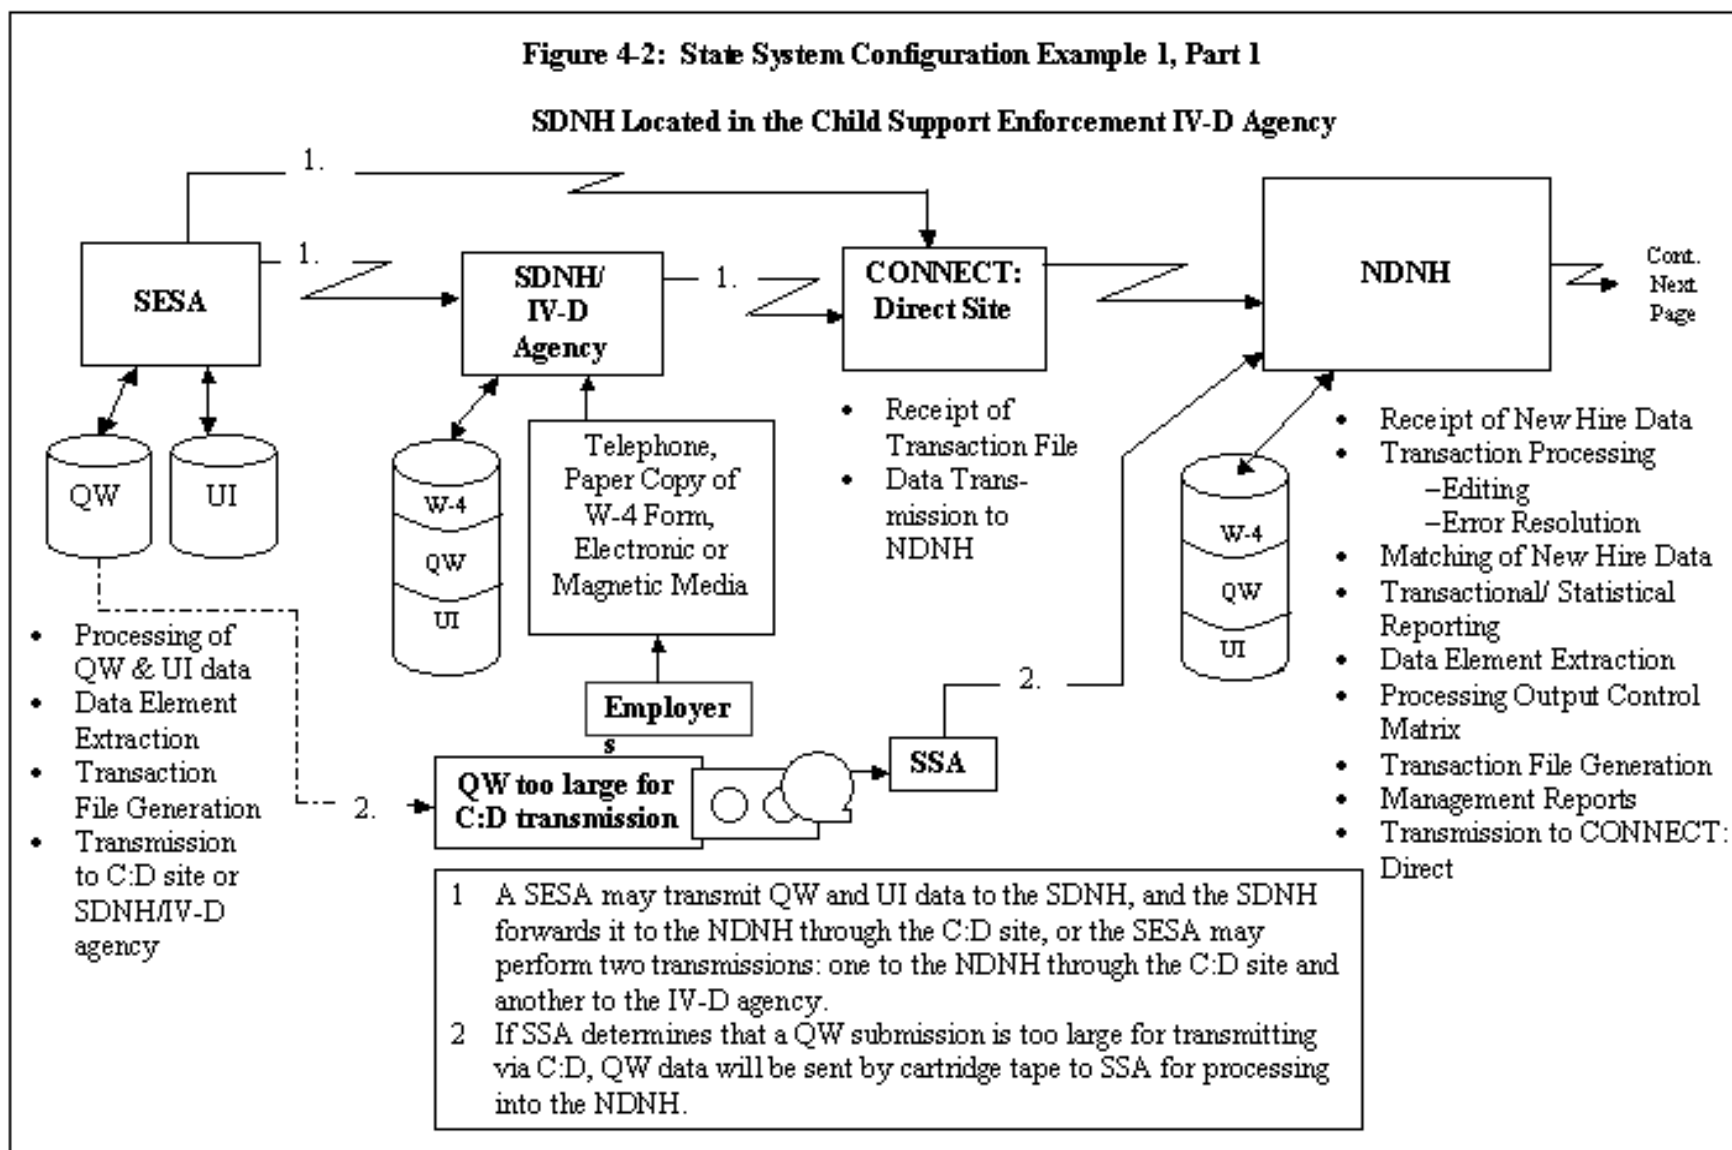 Figure 4-2: State System Configuration Example 1, Part 1
SDNH Located in the Child Support Enforcement IV-D Agency
1.
SESA
1.
SDNH/
IV-D
Agency
1.
CONNECT:
Direct Site
NDNH
Cont.
Next
Page
QW
UI
• Processing of
QW & UI data
• Data Element
Extraction
• Transaction
File Generation
• Transmission
to C:D site or
SDNH/IV-D
agency
W-4
QW
UI
Telephone,
Paper Copy of
W-4 Form,
Electronic or
Magnetic Media
Employer
s
• Receipt of
Transaction File
• Data Trans-
mission to
NDNH
W-4
QW
UI
• Receipt of New Hire Data
• Transaction Processing
–Editing
–Error Resolution
• Matching of New Hire Data
• Transactional/ Statistical
Reporting
• Data Element Extraction
• Processing Output Control
Matrix
• Transaction File Generation
• Management Reports
• Transmission to CONNECT:
Direct
2.
QW too large for
C:D transmission
SSA
2.
1 A SESA may transmit QW and UI data to the SDNH, and the SDNH
forwards it to the NDNH through the C:D site, or the SESA may
perform two transmissions: one to the NDNH through the C:D site and
another to the IV-D agency.
2 If SSA determines that a QW submission is too large for transmitting
via C:D, QW data will be sent by cartridge tape to SSA for processing
into the NDNH.